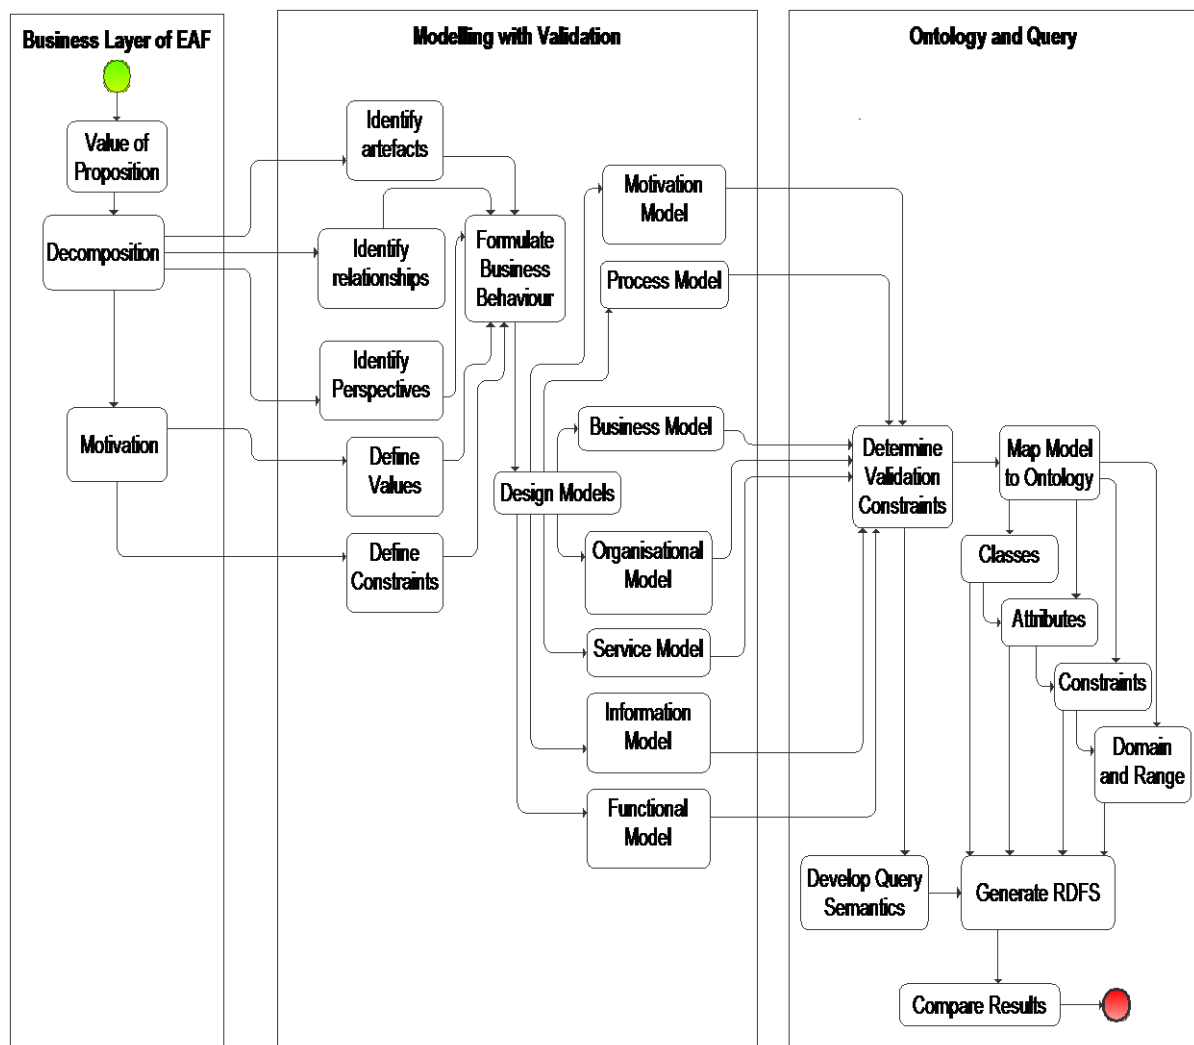 Business Layer of EAF
Value of
Proposition
Decomposition
Motivation
Modelling with Validation
Identify
artefacts
Identify
relationships
Identify
Perspectives
Define
Values
Define
Constraints
Formulate
Business
Behaviour
Design Models
Motivation
Model
Process Model
Business Model
Organisational
Model
Service Model
Information
Model
Functional
Model
Ontology and Query
Determine
Validation
Constraints
Map Model
to Ontology
Classes
Attributes
Constraints
Domain
and Range
Develop Query
Semantics
Generate RDFS
Compare Results